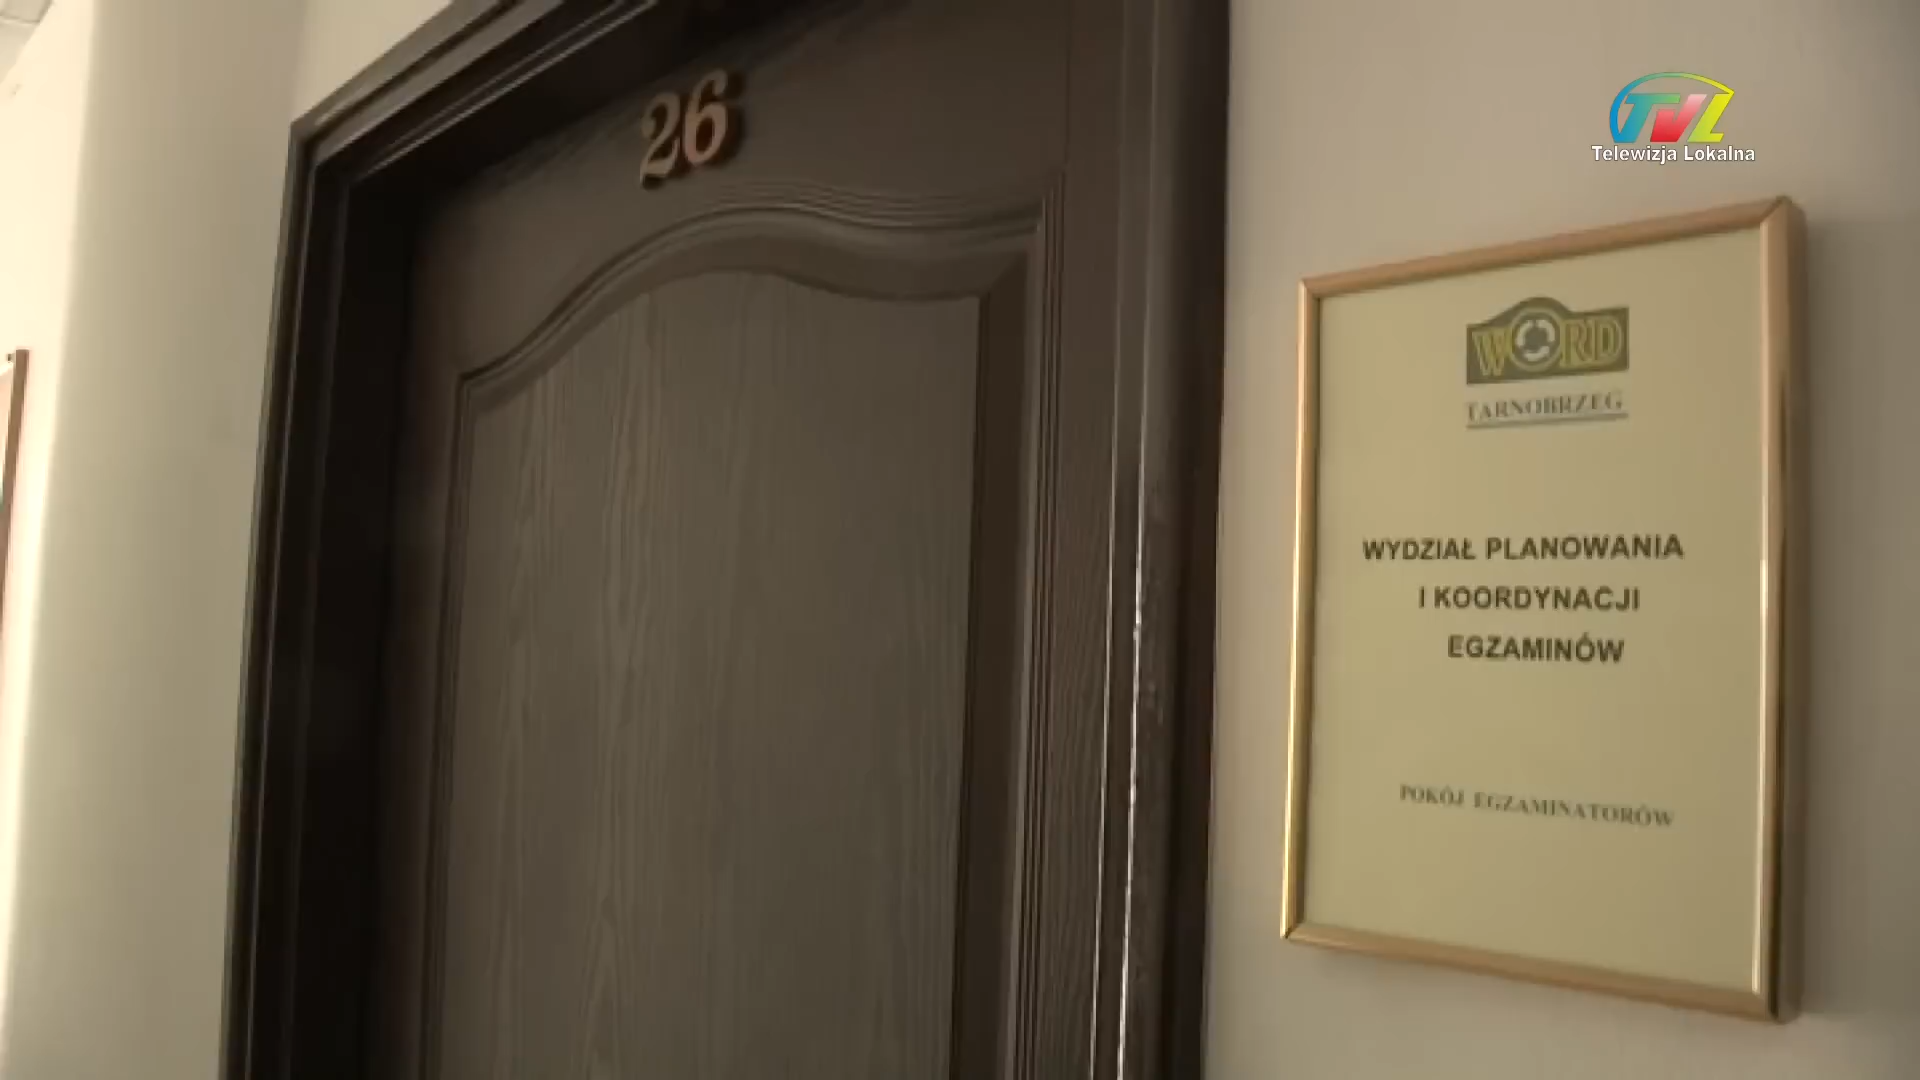 26
TVL
Telewizja Lokalna
WORD
TARNOBRZEG
WYDZIAŁ PLANOWANIA
I KOORDYNACJI
EGZAMINÓW
POKÓJ EGZAMINATORÓW